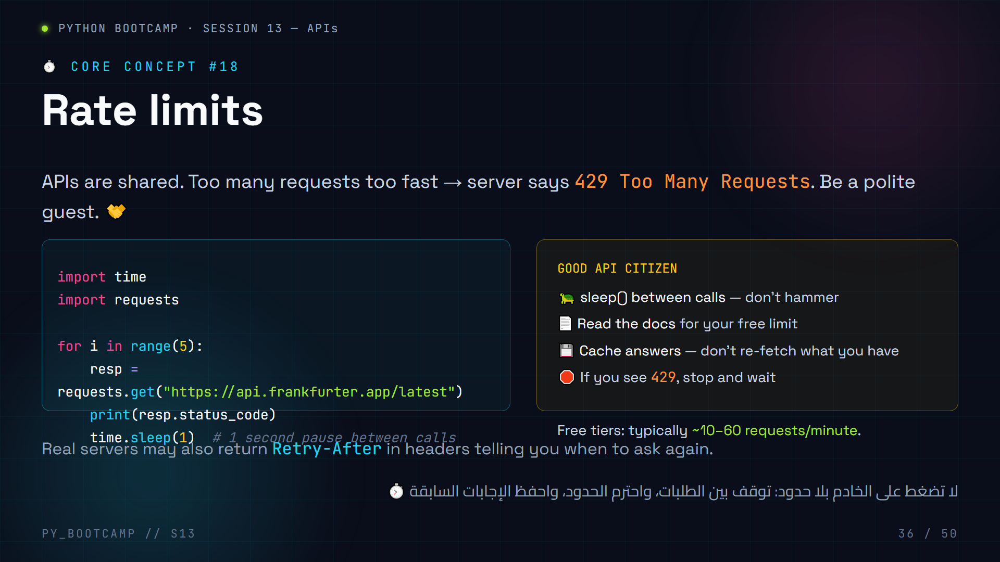 PYTHON BOOTCAMP · SESSION 13 — APIs
⏱ CORE CONCEPT #18
Rate limits
APIs are shared. Too many requests too fast → server says 429 Too Many Requests. Be a polite
guest. 🤝
import time
import requests
for i in range(5):
    resp =
requests.get("https://api.frankfurter.app/latest")
    print(resp.status_code)
    time.sleep(1)  # 1 second pause between calls
GOOD API CITIZEN
🐢 sleep() between calls — don't hammer
📄 Read the docs for your free limit
💾 Cache answers — don't re-fetch what you have
🛑 If you see 429, stop and wait
Free tiers: typically ~10–60 requests/minute.
Real servers may also return Retry-After in headers telling you when to ask again.
لا تضغط على الخادم بلا حدود: توقف بين الطلبات، واحترم الحدود، واحفظ الإجابات السابقة ⏱
PY_BOOTCAMP // S13
36 / 50